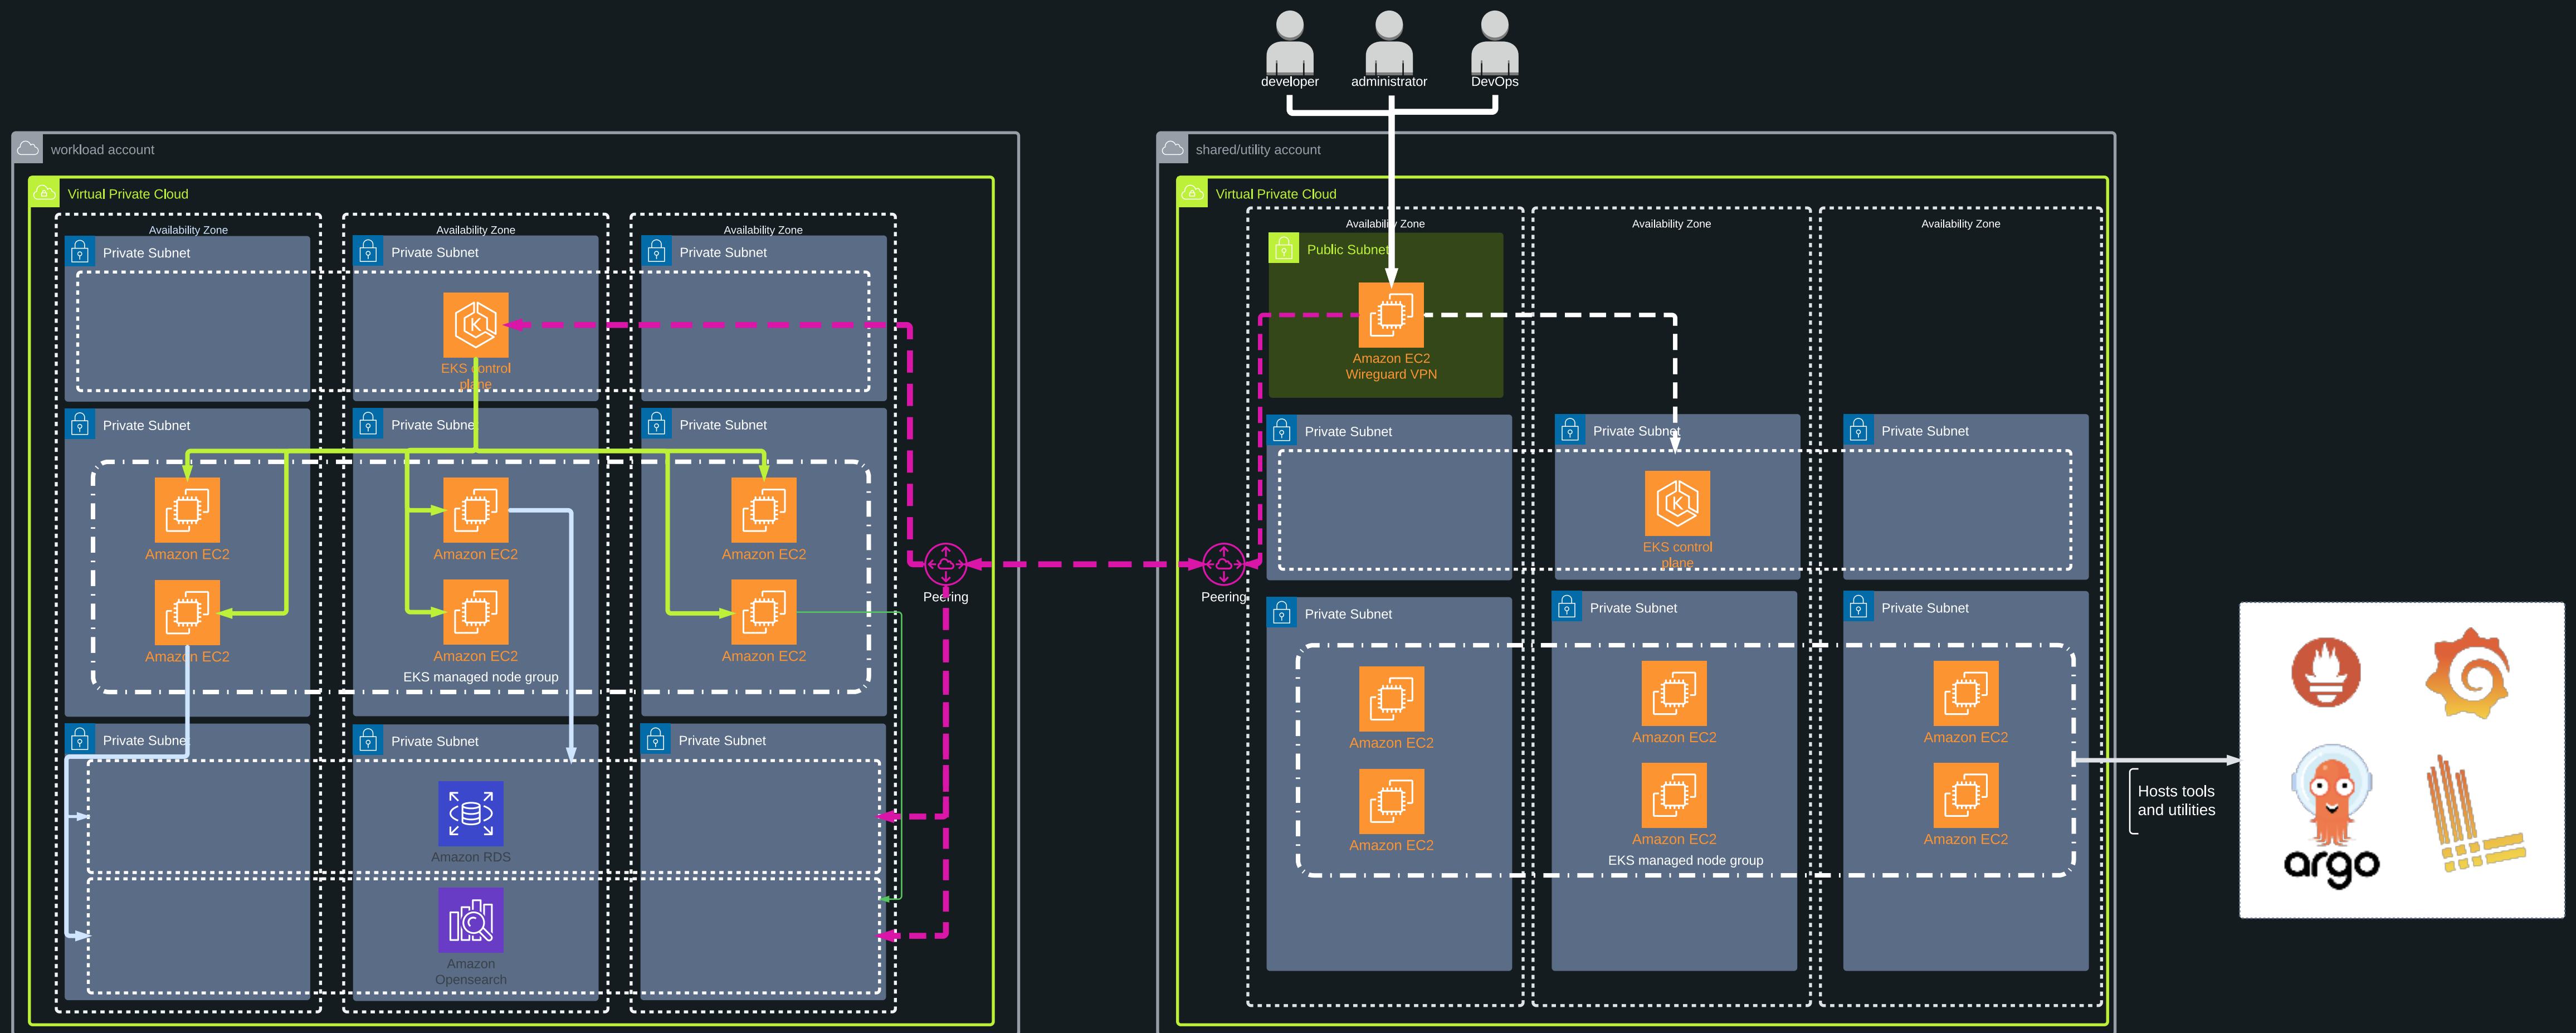 developer
administrator
DevOps
workload account
Virtual Private Cloud
Availability Zone
Availability Zone
Availability Zone
Private Subnet
Private Subnet
Private Subnet
EKS control
plane
Private Subnet
Private Subnet
Private Subnet
Amazon EC2
Amazon EC2
Amazon EC2
Amazon EC2
Amazon EC2
Amazon EC2
EKS managed node group
Private Subnet
Private Subnet
Private Subnet
Amazon RDS
Amazon
Opensearch
Peering
Peering
shared/utility account
Virtual Private Cloud
Availability Zone
Availability Zone
Availability Zone
Public Subnet
Amazon EC2
Wireguard VPN
Private Subnet
Private Subnet
Private Subnet
EKS control
plane
Private Subnet
Private Subnet
Private Subnet
Amazon EC2
Amazon EC2
Amazon EC2
Amazon EC2
Amazon EC2
Amazon EC2
EKS managed node group
Hosts tools
and utilities
argo